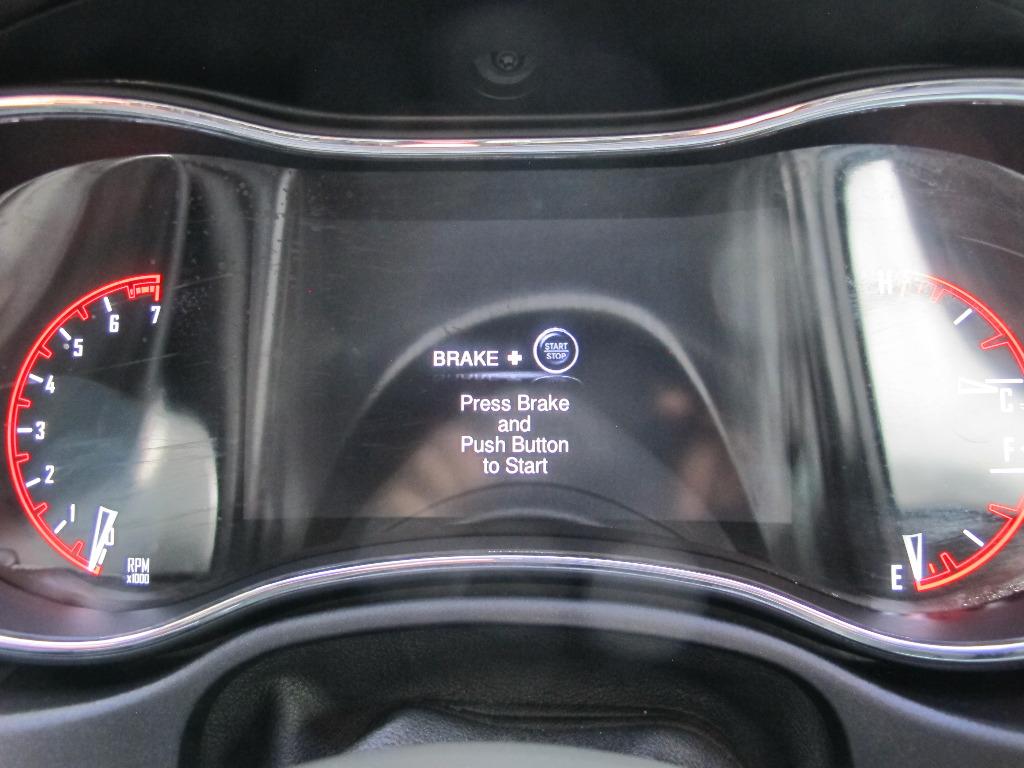 7
6
5
4
3
2
1
0
RPM
x1000
BRAKE + START
STOP
Press Brake
and
Push Button
to Start
H
C
F
E